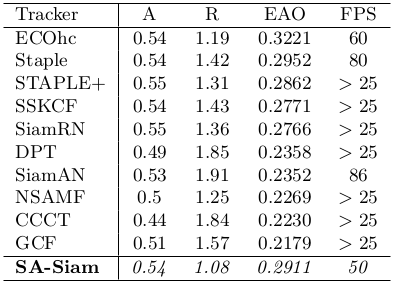 Tracker A R EAO FPS
ECOhc 0.54 1.19 0.3221 60
Staple 0.54 1.42 0.2952 80
STAPLE+ 0.55 1.31 0.2862 > 25
SSKCF 0.54 1.43 0.2771 > 25
SiamRN 0.55 1.36 0.2766 > 25
DPT 0.49 1.85 0.2358 > 25
SiamAN 0.53 1.91 0.2352 86
NSAMF 0.5 1.25 0.2269 > 25
CCCT 0.44 1.84 0.2230 > 25
GCF 0.51 1.57 0.2179 > 25
SA-Siam 0.54 1.08 0.2911 50